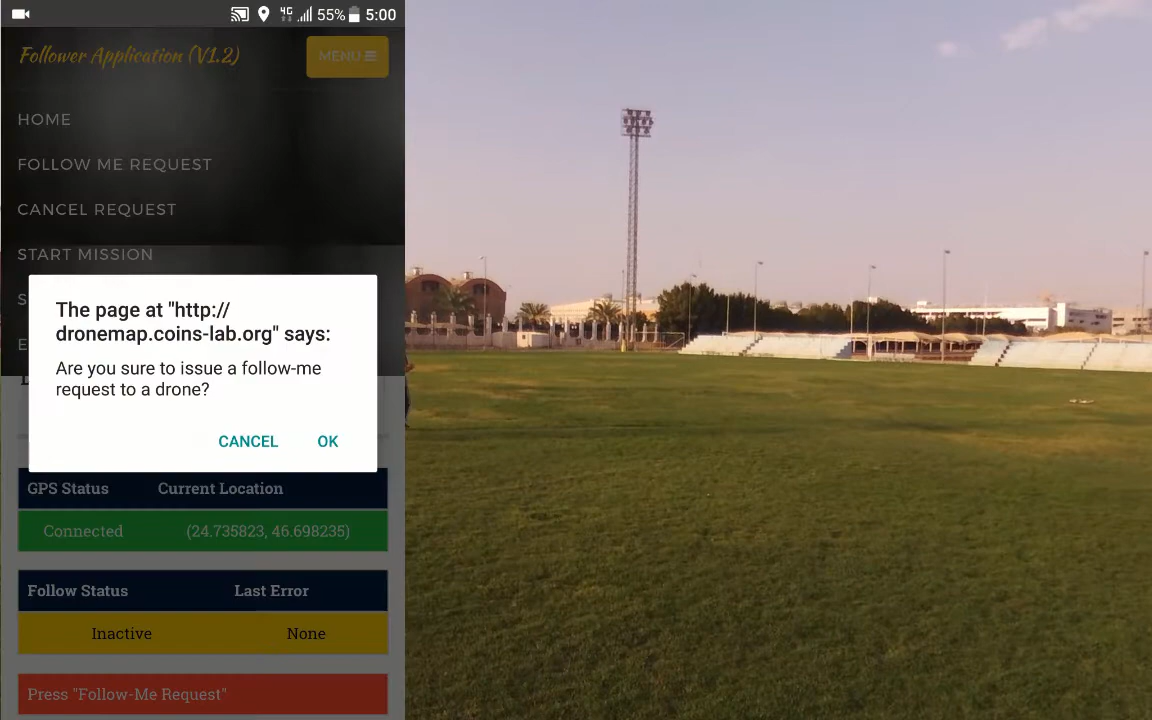 4G 55% 5:00
Follower Application (V1.2)
MENU
HOME
FOLLOW ME REQUEST
CANCEL REQUEST
START MISSION
S
E
The page at "http://
dronemap.coins-lab.org" says:
Are you sure to issue a follow-me
request to a drone?
CANCEL OK
GPS Status Current Location
Connected (24.735823, 46.698235)
Follow Status Last Error
Inactive None
Press "Follow-Me Request"